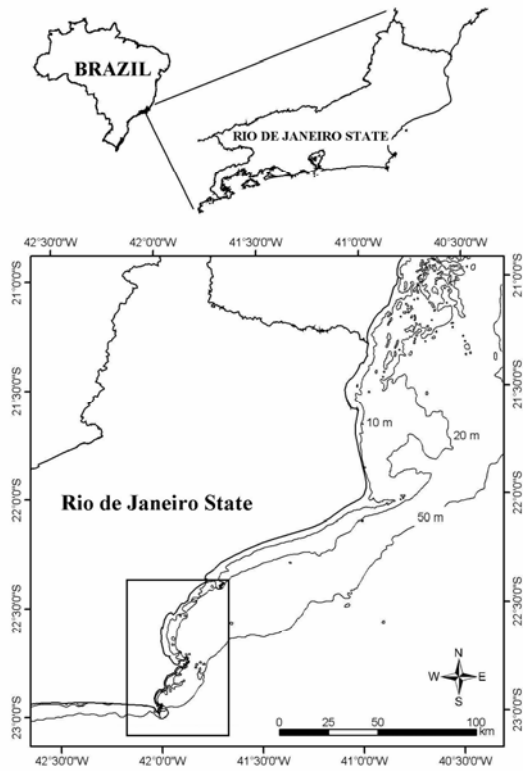 BRAZIL
RIO DE JANEIRO STATE
42°30'0"W 42°0'0"W 41°30'0"W 41°0'0"W 40°30'0"W
21°0'0"S 21°0'0"S
21°30'0"S 21°30'0"S
10 m
20 m
Rio de Janeiro State
22°0'0"S 22°0'0"S
50 m
22°30'0"S 22°30'0"S
N
W E
S
23°0'0"S 23°0'0"S
0 25 50 100
km
42°30'0"W 42°0'0"W 41°30'0"W 41°0'0"W 40°30'0"W